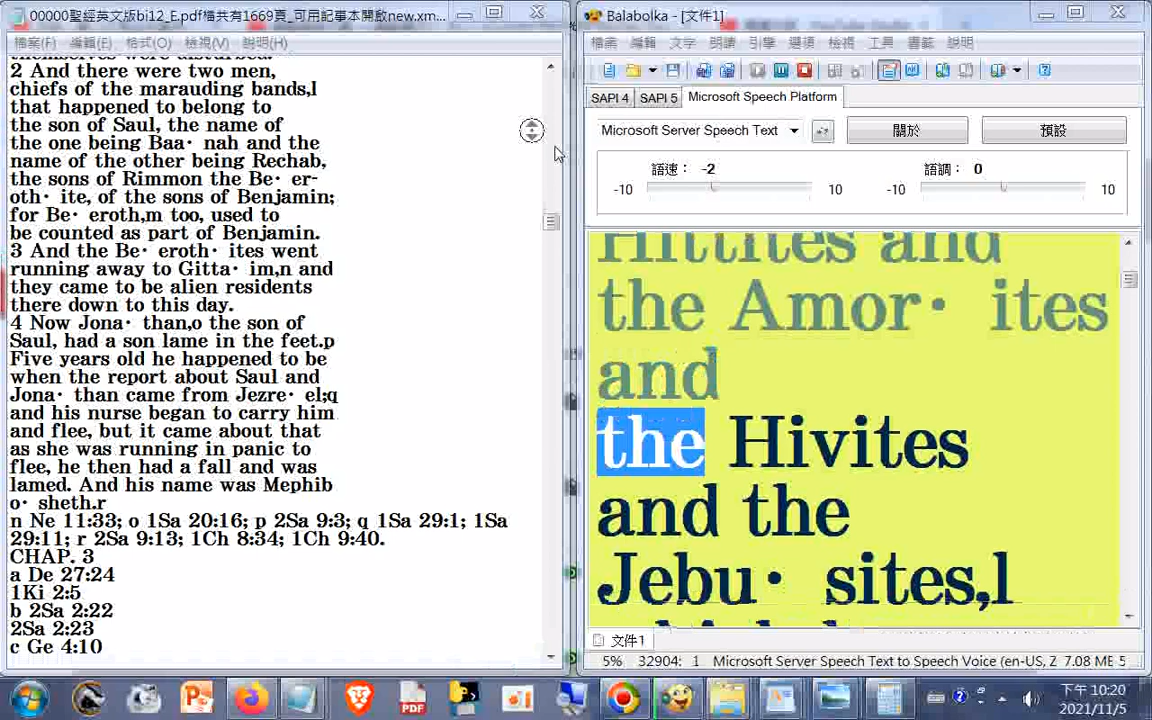 00000聖經英文版bi12_E.pdf檔共有1669頁_可用記事本開啟new.xm...
檔案(F) 編輯(E) 格式(O) 檢視(V) 說明(H)
themselves were disturbed.
2 And there were two men,
chiefs of the marauding bands,l
that happened to belong to
the son of Saul, the name of
the one being Baa· nah and the
name of the other being Rechab,
the sons of Rimmon the Be· er-
oth· ite, of the sons of Benjamin;
for Be· eroth,m too, used to
be counted as part of Benjamin.
3 And the Be· eroth· ites went
running away to Gitta· im,n and
they came to be alien residents
there down to this day.
4 Now Jona· than,o the son of
Saul, had a son lame in the feet.p
Five years old he happened to be
when the report about Saul and
Jona· than came from Jezre· el;q
and his nurse began to carry him
and flee, but it came about that
as she was running in panic to
flee, he then had a fall and was
lamed. And his name was Mephib
o· sheth.r
n Ne 11:33; o 1Sa 20:16; p 2Sa 9:3; q 1Sa 29:1; 1Sa
29:11; r 2Sa 9:13; 1Ch 8:34; 1Ch 9:40.
CHAP. 3
a De 27:24
1Ki 2:5
b 2Sa 2:22
2Sa 2:23
c Ge 4:10
Balabolka - [文件1]
檔案 編輯 文字 朗讀 引擎 選項 檢視 工具 書籤 說明
SAPI 4 SAPI 5 Microsoft Speech Platform
Microsoft Server Speech Text 關於 預設
語速： -2 語調： 0
-10 10 -10 10
Hittites and
the Amor· ites
and
the Hivites
and the
Jebu· sites,l
文件1
5% 32904: 1 Microsoft Server Speech Text to Speech Voice (en-US, Z 7.08 MB 5
PDF
下午 10:20
2021/11/5